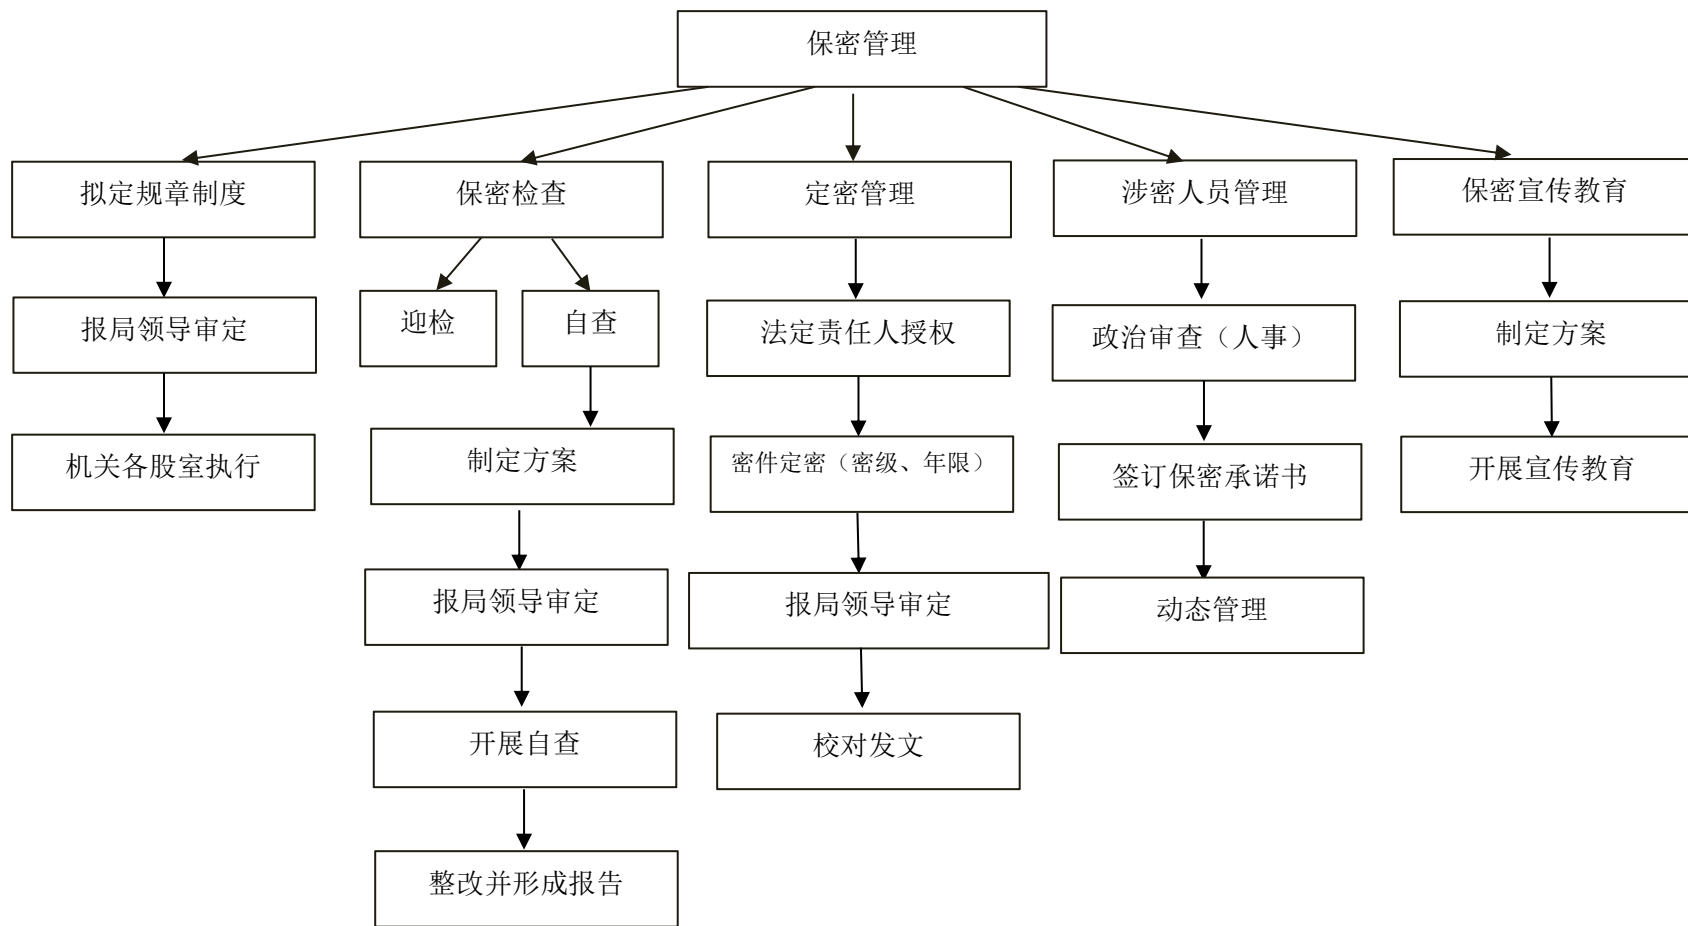 保密管理
拟定规章制度
保密检查
定密管理
涉密人员管理
保密宣传教育
迎检
自查
报局领导审定
法定责任人授权
政治审查（人事）
制定方案
机关各股室执行
制定方案
密件定密（密级、年限）
签订保密承诺书
开展宣传教育
报局领导审定
报局领导审定
动态管理
开展自查
校对发文
整改并形成报告